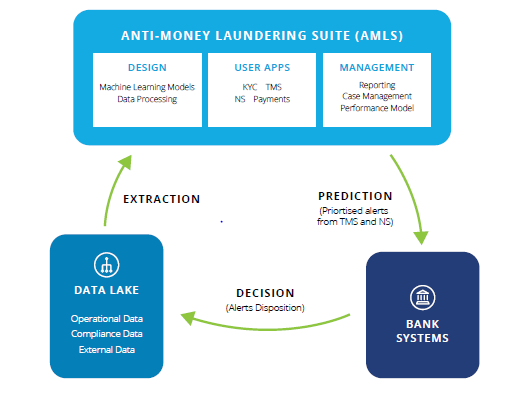 ANTI-MONEY LAUNDERING SUITE (AMLS)
DESIGN
Machine Learning Models
Data Processing
USER APPS
KYC TMS
NS Payments
MANAGEMENT
Reporting
Case Management
Performance Model
EXTRACTION
PREDICTION
(Priortised alerts
from TMS and NS)
DATA LAKE
Operational Data
Compliance Data
External Data
DECISION
(Alerts Disposition)
BANK
SYSTEMS